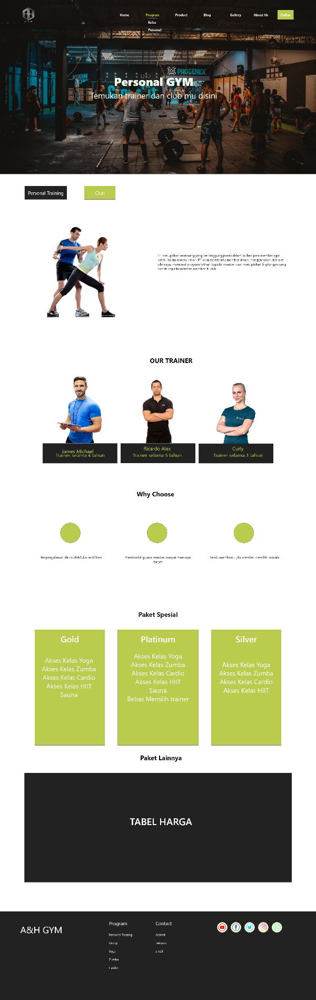 Home Program Product Blog Gallery About Us Daftar
GYM
Kelas
Personal
PROGENEX
Personal GYM
Temukan trainer dan club mu disini
Personal Training
Club
PT merupakan seseorang yang bertanggung jawab dalam latihan para member agar
selalu dalam kondisi aman. PT akan membantu member dalam menggunakan alat-alat
olahraga, membuat program latihan kepada member dan menciptakan lingkungan yang
ramah kepada member-member di klub
OUR TRAINER
James Michael
Trainer selama 4 tahun
Ricardo Alex
Trainer selama 5 tahun
Curly
Trainer selama 3 tahun
Why Choose
Berpengalaman dan sudah lulus sertifikasi
Membimbing para member sampai mencapai
target
Selalu membantu jika member memiliki kendala
Paket Spesial
Gold
Akses Kelas Yoga
Akses Kelas Zumba
Akses Kelas Cardio
Akses Kelas HIIT
Sauna
Platinum
Akses Kelas Yoga
Akses Kelas Zumba
Akses Kelas Cardio
Akses Kelas HIIT
Sauna
Bebas Memilih trainer
Silver
Akses Kelas Yoga
Akses Kelas Zumba
Akses Kelas Cardio
Akses Kelas HIIT
Paket Lainnya
TABEL HARGA
A&H GYM
Program
Personal Training
Group
Yoga
Zumba
Cardio
Contact
Alamat
Telepon
Email